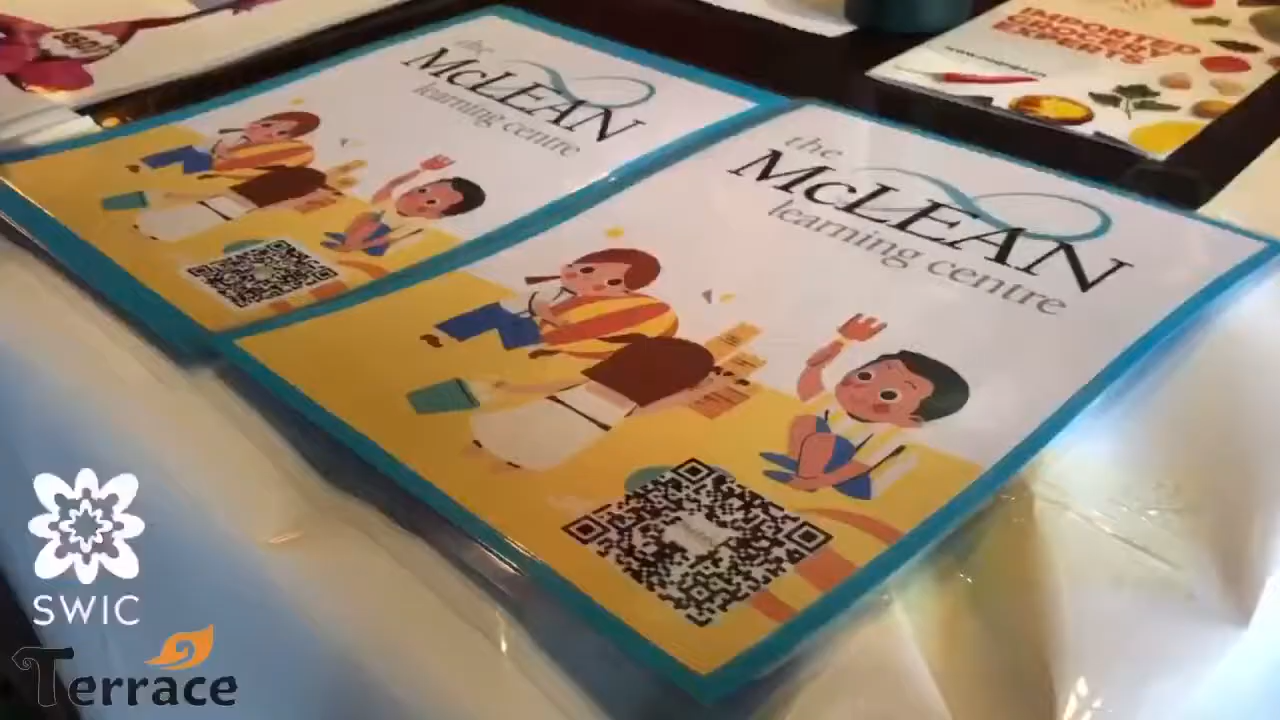 the
McLEAN
learning centre
the
McLEAN
learning centre
IMPORTED
GROCERY
EXPERTS
SWIC
Terrace